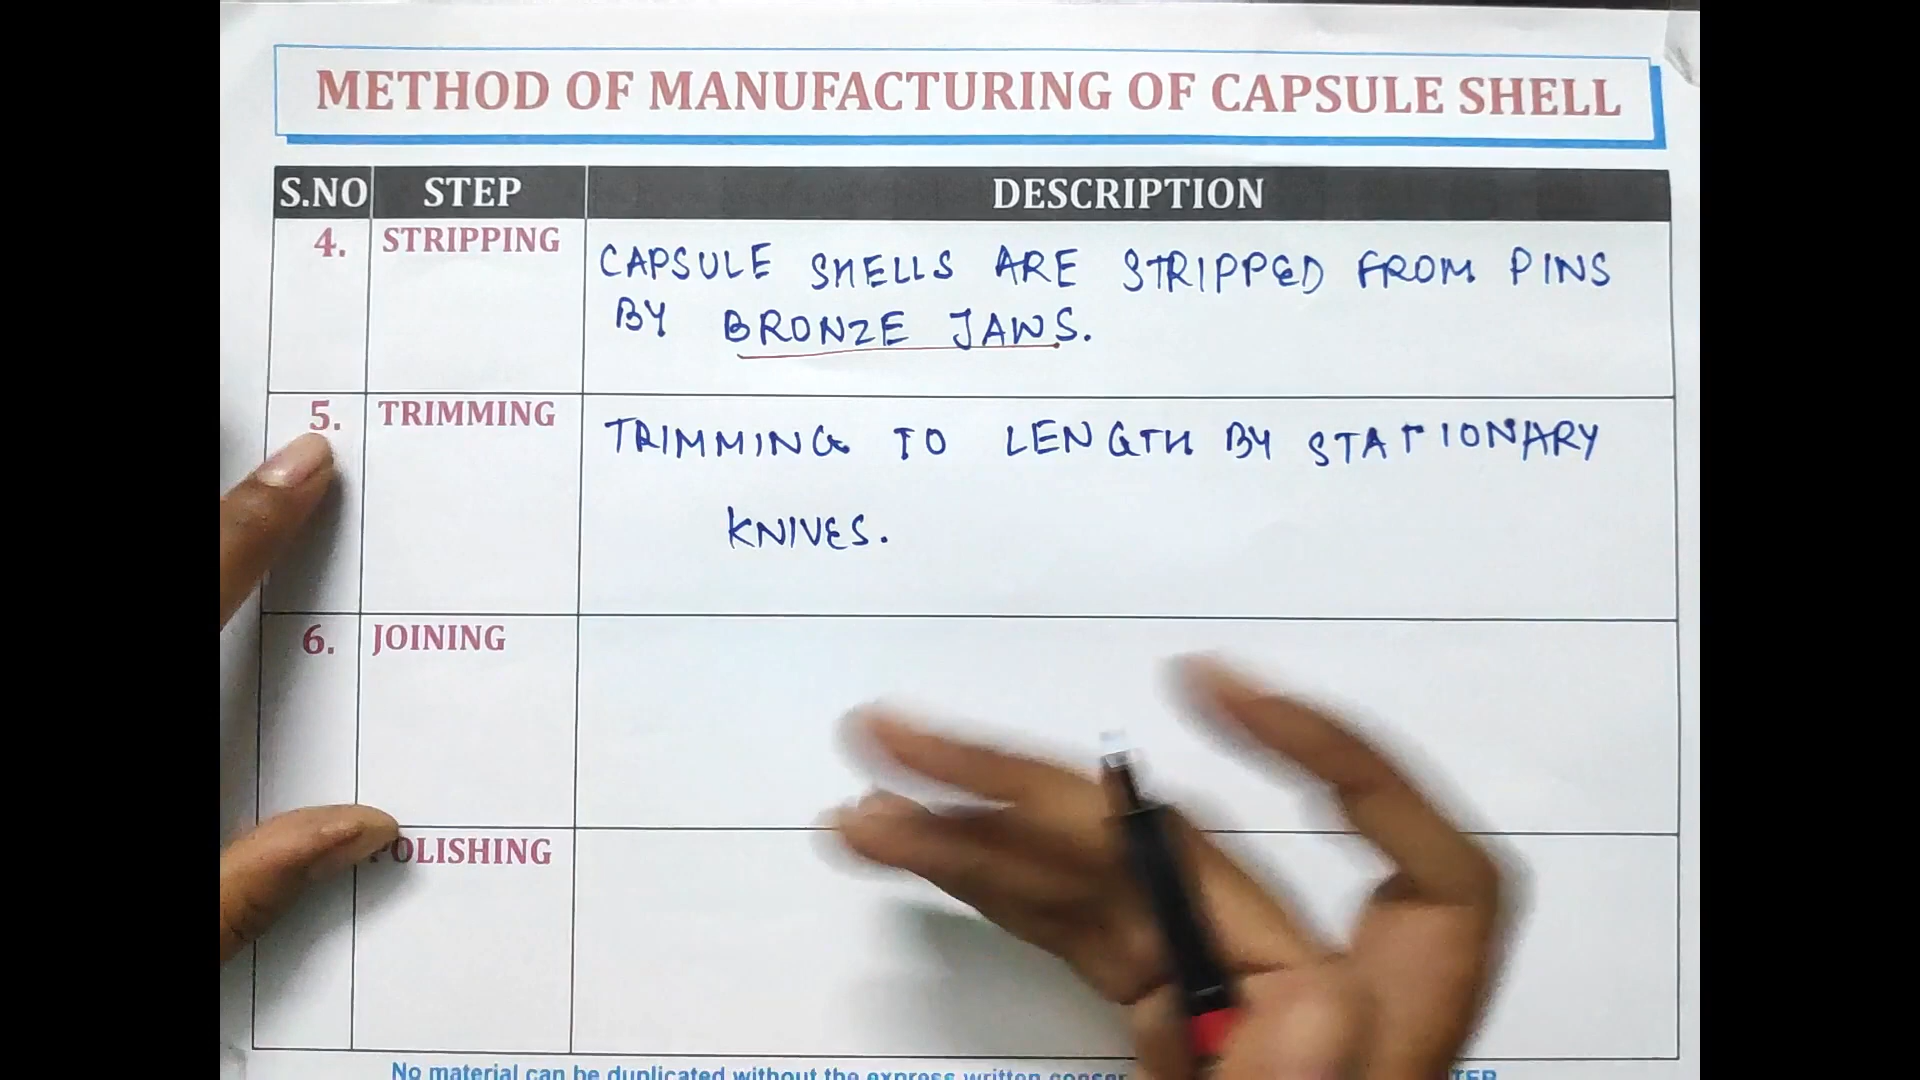 METHOD OF MANUFACTURING OF CAPSULE SHELL
S.NO STEP DESCRIPTION
4. STRIPPING CAPSULE SHELLS ARE STRIPPED FROM PINS
BY BRONZE JAWS.
5. TRIMMING TRIMMING TO LENGTH BY STATIONARY
KNIVES.
6. JOINING
POLISHING
No material can be duplicated without the express written